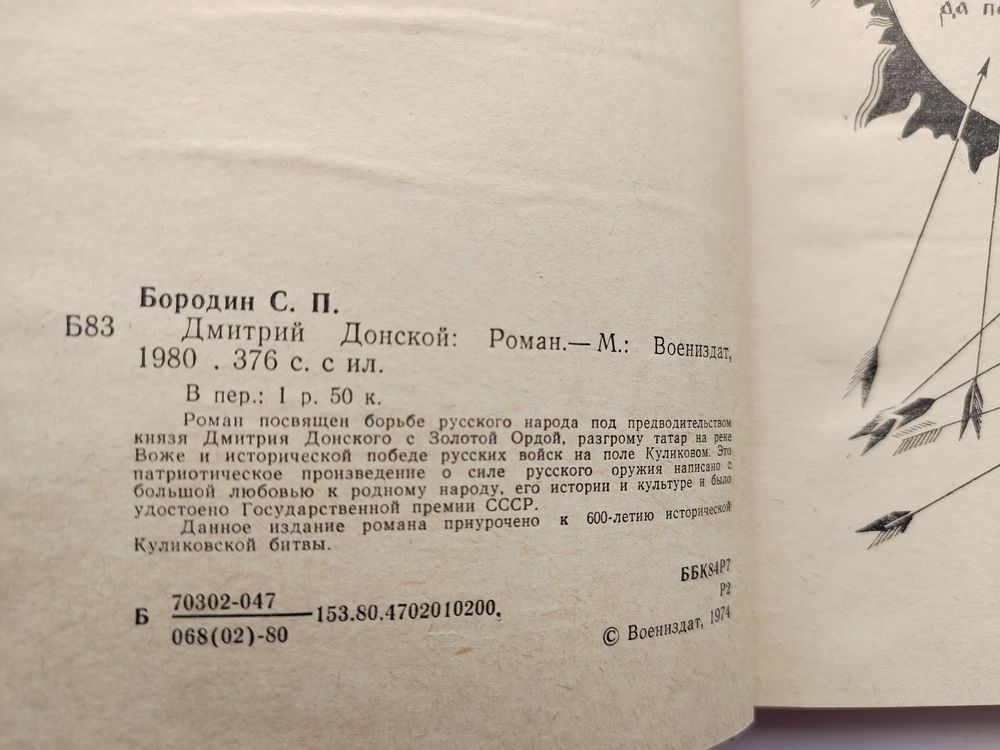 да
Бородин С. П.
Б83 Дмитрий Донской: Роман.— М.: Воениздат,
1980 . 376 с. с ил.
В пер.: 1 р. 50 к.
Роман посвящен борьбе русского народа под предводительством
князя Дмитрия Донского с Золотой Ордой, разгрому татар на реке
Воже и исторической победе русских войск на поле Куликовом. Это
патриотическое произведение о силе русского оружия написано с
большой любовью к родному народу, его истории и культуре и было
удостоено Государственной премии СССР.
Данное издание романа приурочено к 600-летию исторической
Куликовской битвы.
ББК84Р7
Р2
Б 70302-047
068(02)-80 —153.80.4702010200.
© Воениздат, 1974